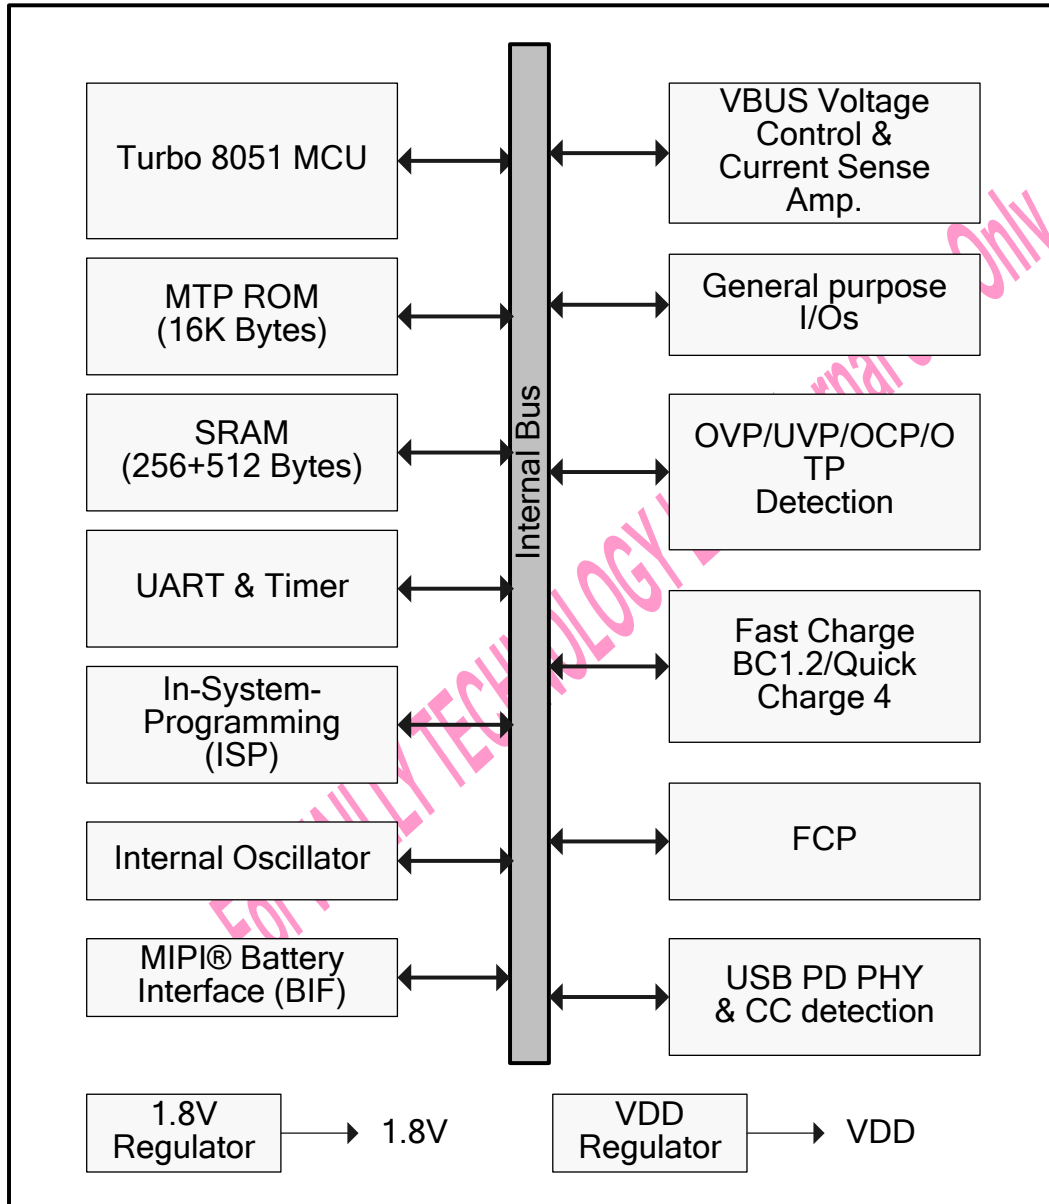 Turbo 8051 MCU
MTP ROM
(16K Bytes)
SRAM
(256+512 Bytes)
UART & Timer
In-System-
Programming
(ISP)
Internal Oscillator
MIPI® Battery
Interface (BIF)
Internal Bus
VBUS Voltage
Control &
Current Sense
Amp.
General purpose
I/Os
OVP/UVP/OCP/O
TP
Detection
Fast Charge
BC1.2/Quick
Charge 4
FCP
USB PD PHY
& CC detection
1.8V
Regulator
1.8V
VDD
Regulator
VDD
For TECHNOLOGY Only